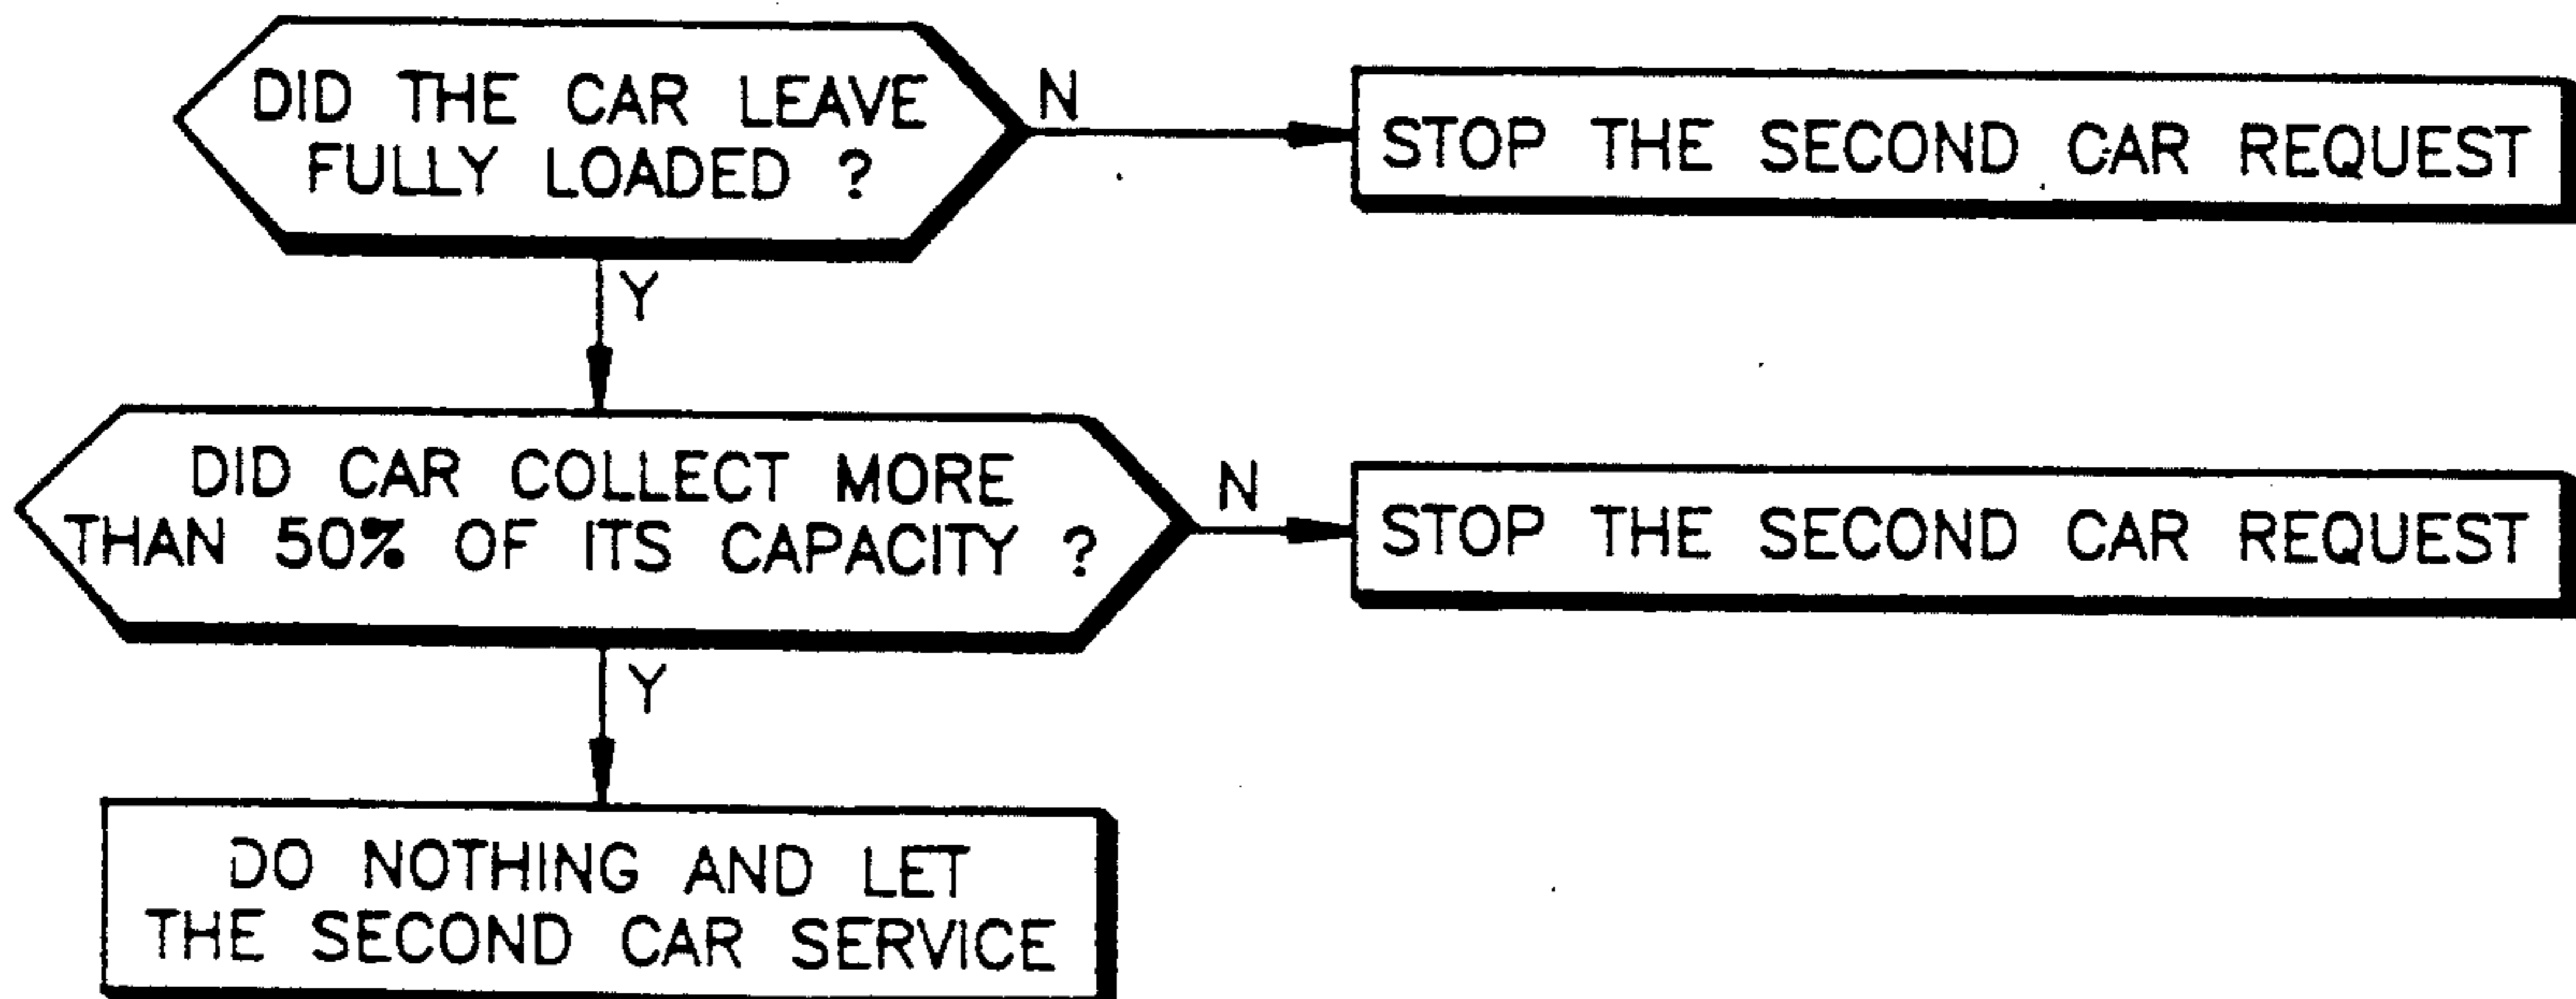 DID THE CAR LEAVE
FULLY LOADED ?
N
STOP THE SECOND CAR REQUEST
Y
DID CAR COLLECT MORE
THAN 50% OF ITS CAPACITY ?
N
STOP THE SECOND CAR REQUEST
Y
DO NOTHING AND LET
THE SECOND CAR SERVICE